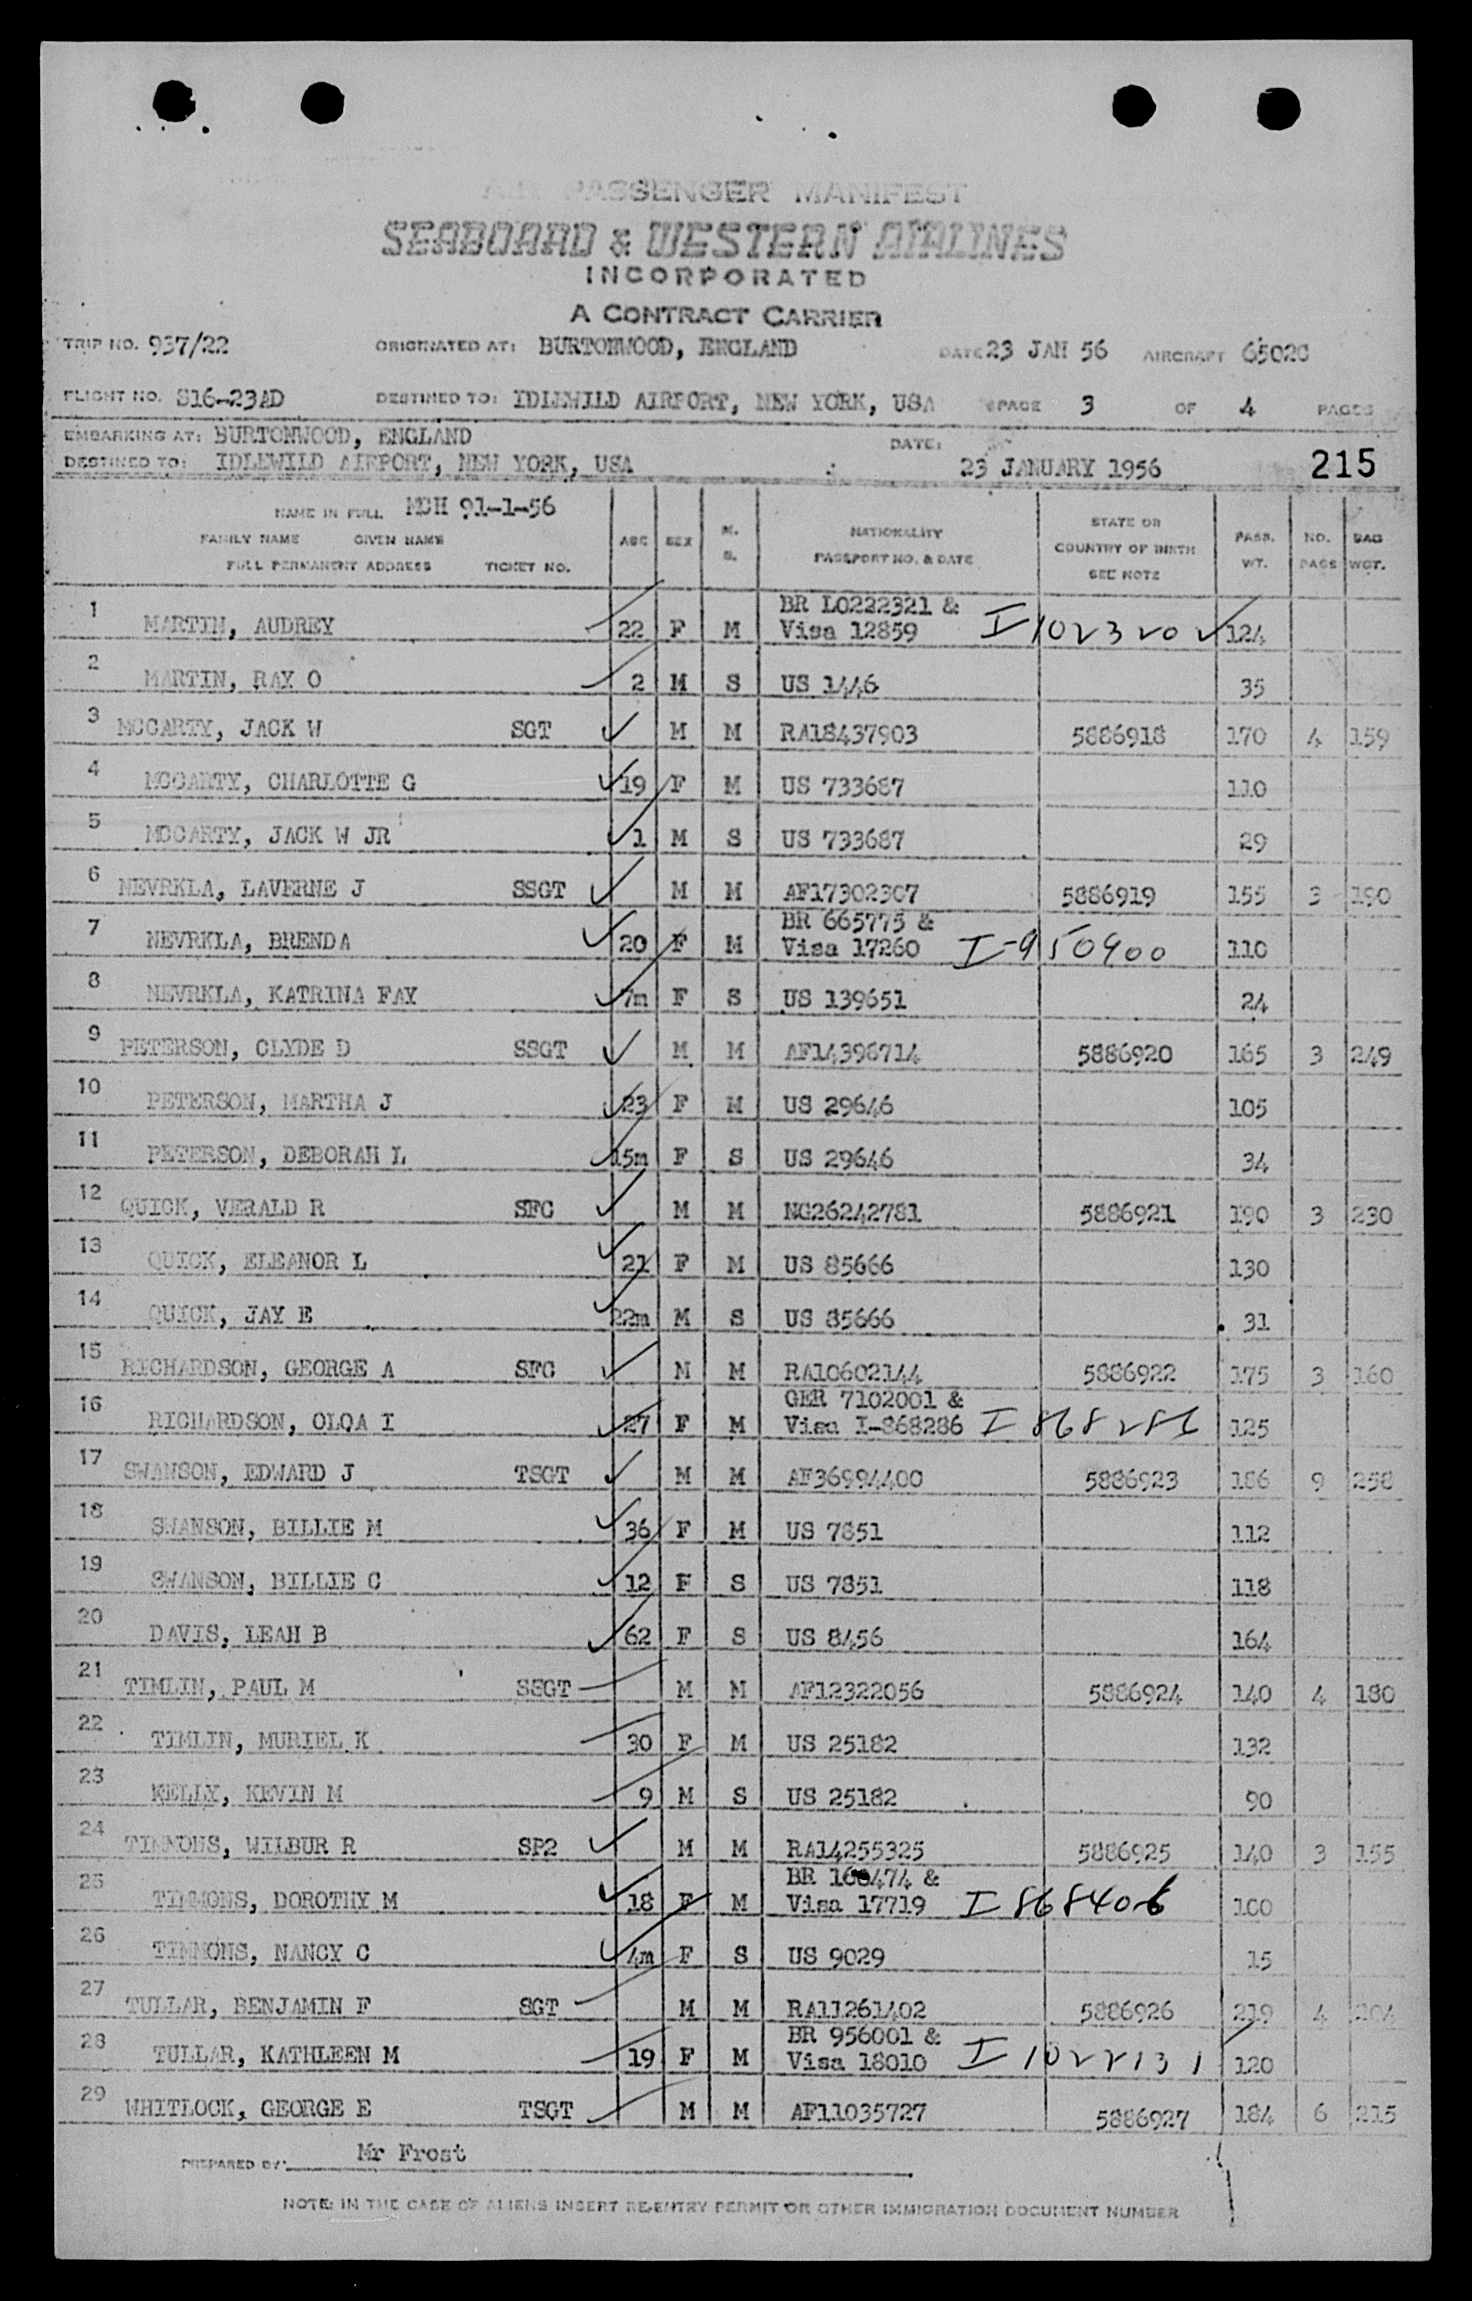 AIR PASSENGER MANIFEST
SEABOARD & WESTERN AIRLINES
INCORPORATED
A CONTRACT CARRIER
TRIP NO. 937/22 ORIGINATED AT: BURTONWOOD, ENGLAND DATE 23 JAN 56 AIRCRAFT 6502C
FLIGHT NO. S16-23AD DESTINED TO: IDLEWILD AIRPORT, NEW YORK, USA PAGE 3 OF 4 PAGES
EMBARKING AT: BURTONWOOD, ENGLAND DATE:
DESTINED TO: IDLEWILD AIRPORT, NEW YORK, USA 23 JANUARY 1956 215
NAME IN FULL MDH 91-1-56
FAMILY NAME GIVEN NAME
FULL PERMANENT ADDRESS TICKET NO.
AGE SEX M. S. NATIONALITY PASSPORT NO. & DATE STATE OR COUNTRY OF BIRTH SEE NOTE PASS. WT. NO. PAGS BAG WGT.
1 MARTIN, AUDREY 22 F M BR L0222321 & Visa 12859 I 1023202 124
2 MARTIN, RAY O 2 M S US 1446 35
3 MCCARTY, JACK W SGT M M RA18437903 5886918 170 4 159
4 MCCARTY, CHARLOTTE G 19 F M US 733687 110
5 MCCARTY, JACK W JR 1 M S US 733687 29
6 NEVRKLA, LAVERNE J SSGT M M AF17302307 5886919 155 3 190
7 NEVRKLA, BRENDA 20 F M BR 665775 & Visa 17260 I-950900 110
8 NEVRKLA, KATRINA FAY 7m F S US 139651 24
9 PETERSON, CLYDE D SSGT M M AF14398714 5886920 165 3 249
10 PETERSON, MARTHA J 23 F M US 29646 105
11 PETERSON, DEBORAH L 15m F S US 29646 34
12 QUICK, VERALD R SFC M M NG26242781 5886921 190 3 230
13 QUICK, ELEANOR L 21 F M US 85666 130
14 QUICK, JAY E 22m M S US 85666 31
15 RICHARDSON, GEORGE A SFC M M RA10602144 5886922 175 3 160
16 RICHARDSON, OLQA I 27 F M GER 7102001 & Visa I-868286 I 868286 125
17 SWANSON, EDWARD J TSGT M M AF36994400 5886923 186 9 258
18 SWANSON, BILLIE M 36 F M US 7851 112
19 SWANSON, BILLIE C 12 F S US 7851 118
20 DAVIS, LEAH B 62 F S US 8456 164
21 TIMLIN, PAUL M SSGT M M AF12322056 5886924 140 4 180
22 TIMLIN, MURIEL K 30 F M US 25182 132
23 KELLY, KEVIN M 9 M S US 25182 90
24 TIMMONS, WILBUR R SP2 M M RA14255325 5886925 140 3 155
25 TIMMONS, DOROTHY M 18 F M BR & Visa 17719 I 868406 100
26 TIMMONS, NANCY C 4m F S US 9029 15
27 TULLAR, BENJAMIN F SGT M M RA11261402 5886926 219 4 204
28 TULLAR, KATHLEEN M 19 F M BR 956001 & Visa 18010 I 1022131 120
29 WHITLOCK, GEORGE E TSGT M M AF11035727 5886927 184 6 215
PREPARED BY: Mr Frost
NOTE: IN THE CASE OF ALIENS INSERT RE-ENTRY PERMIT OR OTHER IMMIGRATION DOCUMENT NUMBER